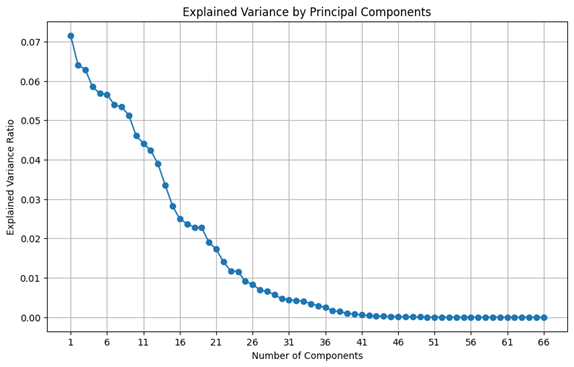 Explained Variance by Principal Components
Explained Variance Ratio
0.07
0.06
0.05
0.04
0.03
0.02
0.01
0.00
1 6 11 16 21 26 31 36 41 46 51 56 61 66
Number of Components